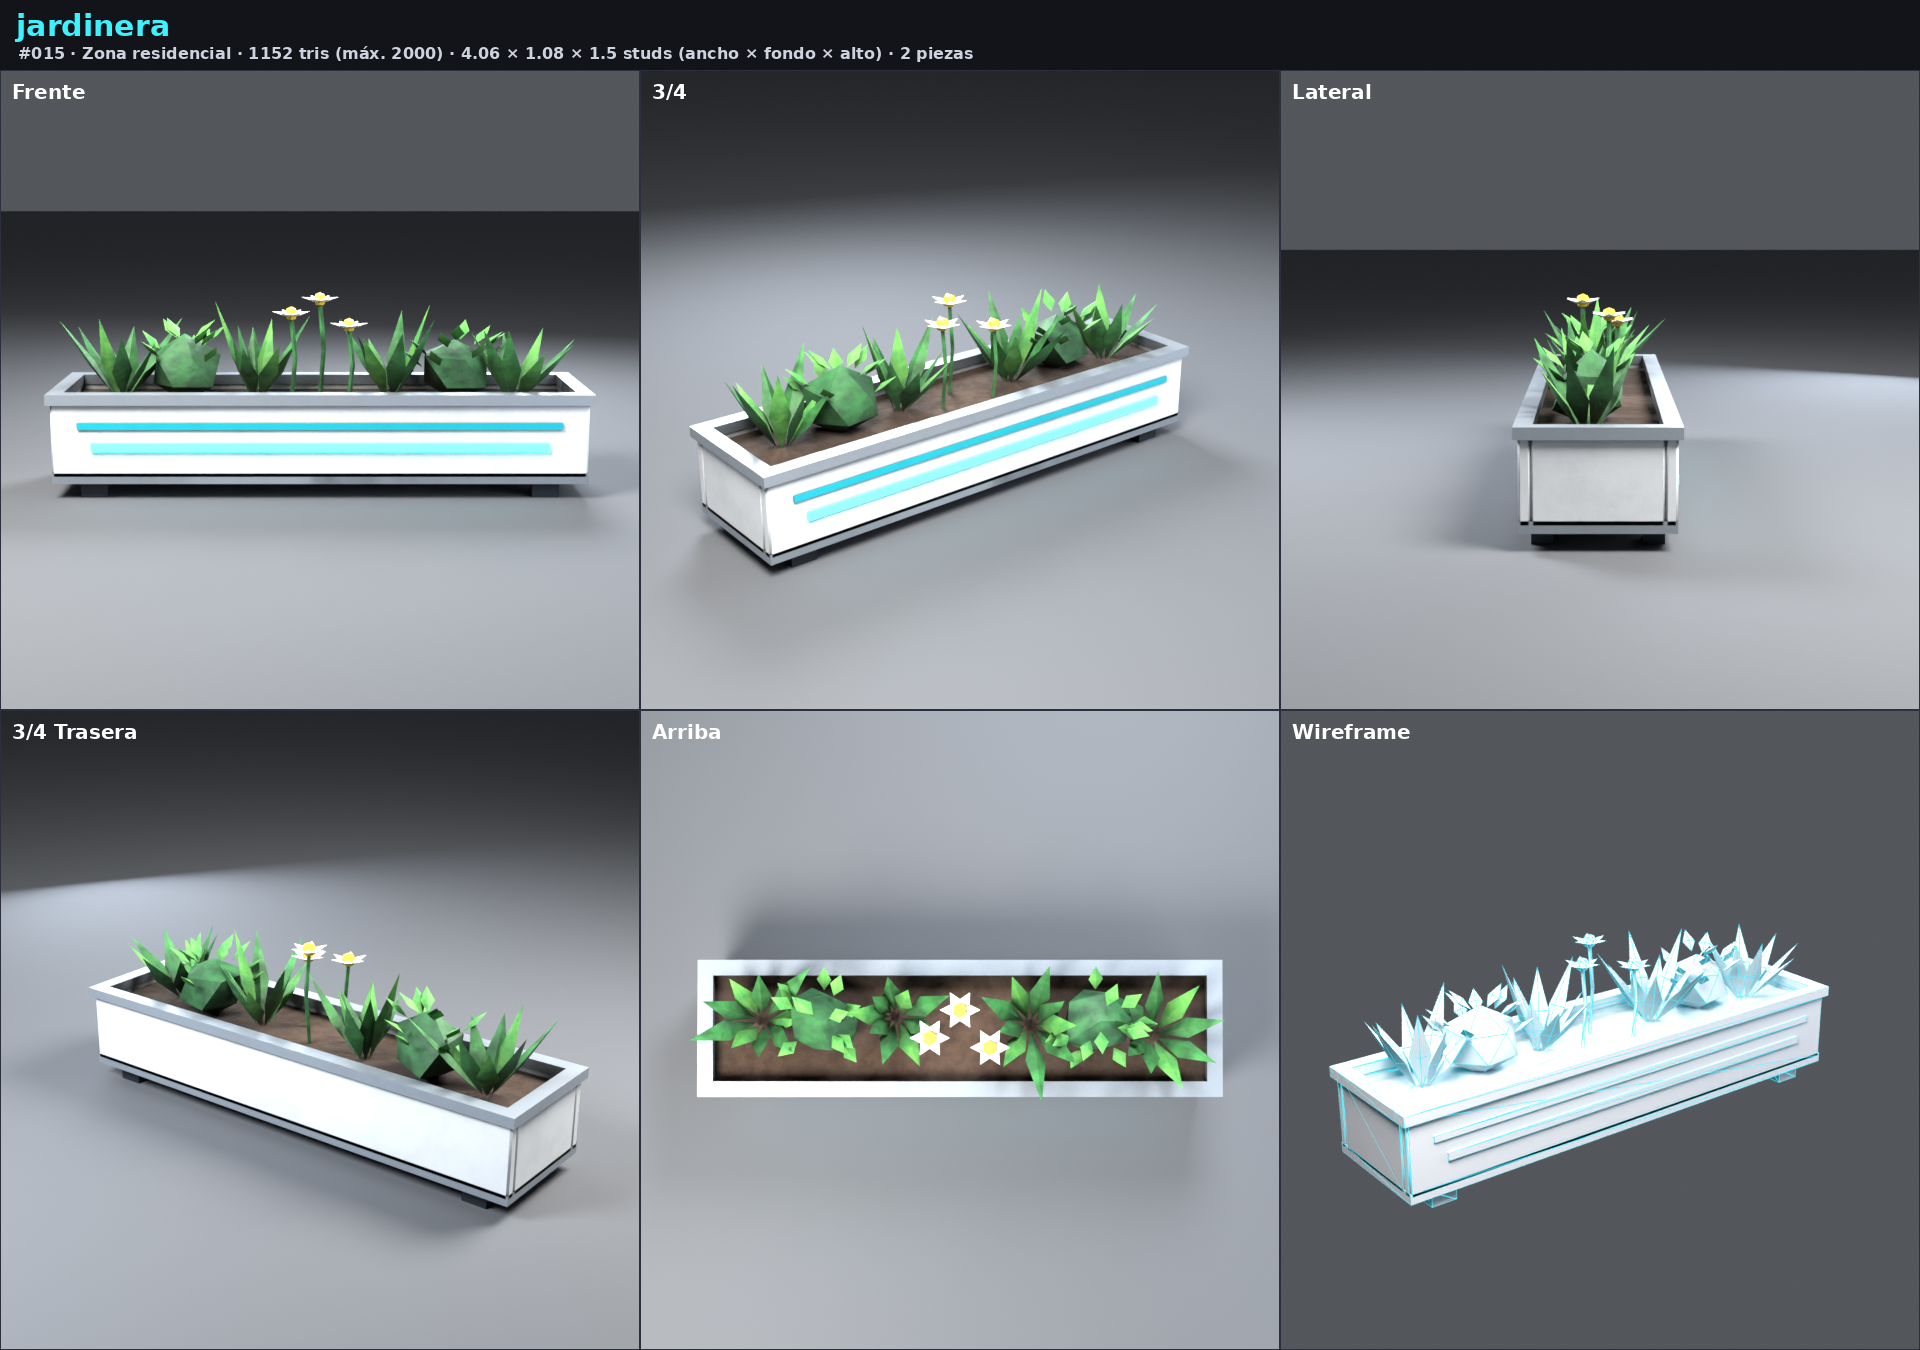 jardinera
#015 · Zona residencial · 1152 tris (máx. 2000) · 4.06 × 1.08 × 1.5 studs (ancho × fondo × alto) · 2 piezas
Frente
3/4
Lateral
3/4 Trasera
Arriba
Wireframe